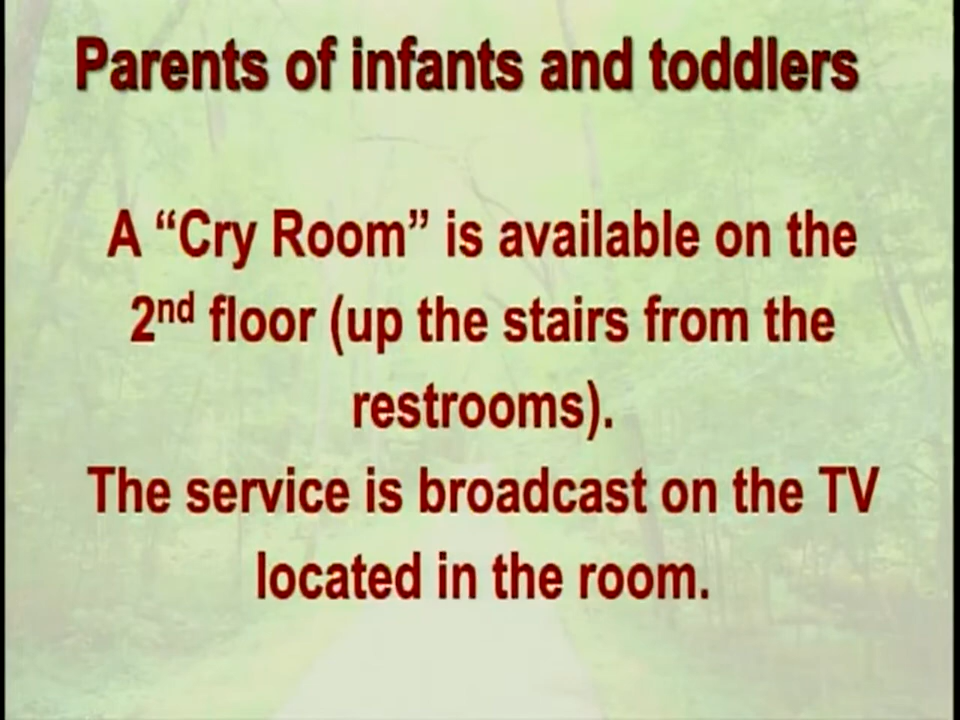 Parents of infants and toddlers
A “Cry Room” is available on the
2nd floor (up the stairs from the
restrooms).
The service is broadcast on the TV
located in the room.